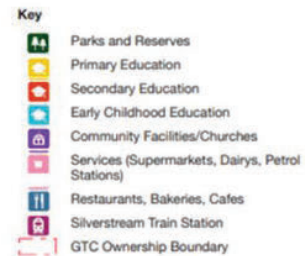 Key
Parks and Reserves
Primary Education
Secondary Education
Early Childhood Education
Community Facilities/Churches
Services (Supermarkets, Dairys, Petrol
Stations)
Restaurants, Bakeries, Cafes
Silverstream Train Station
GTC Ownership Boundary